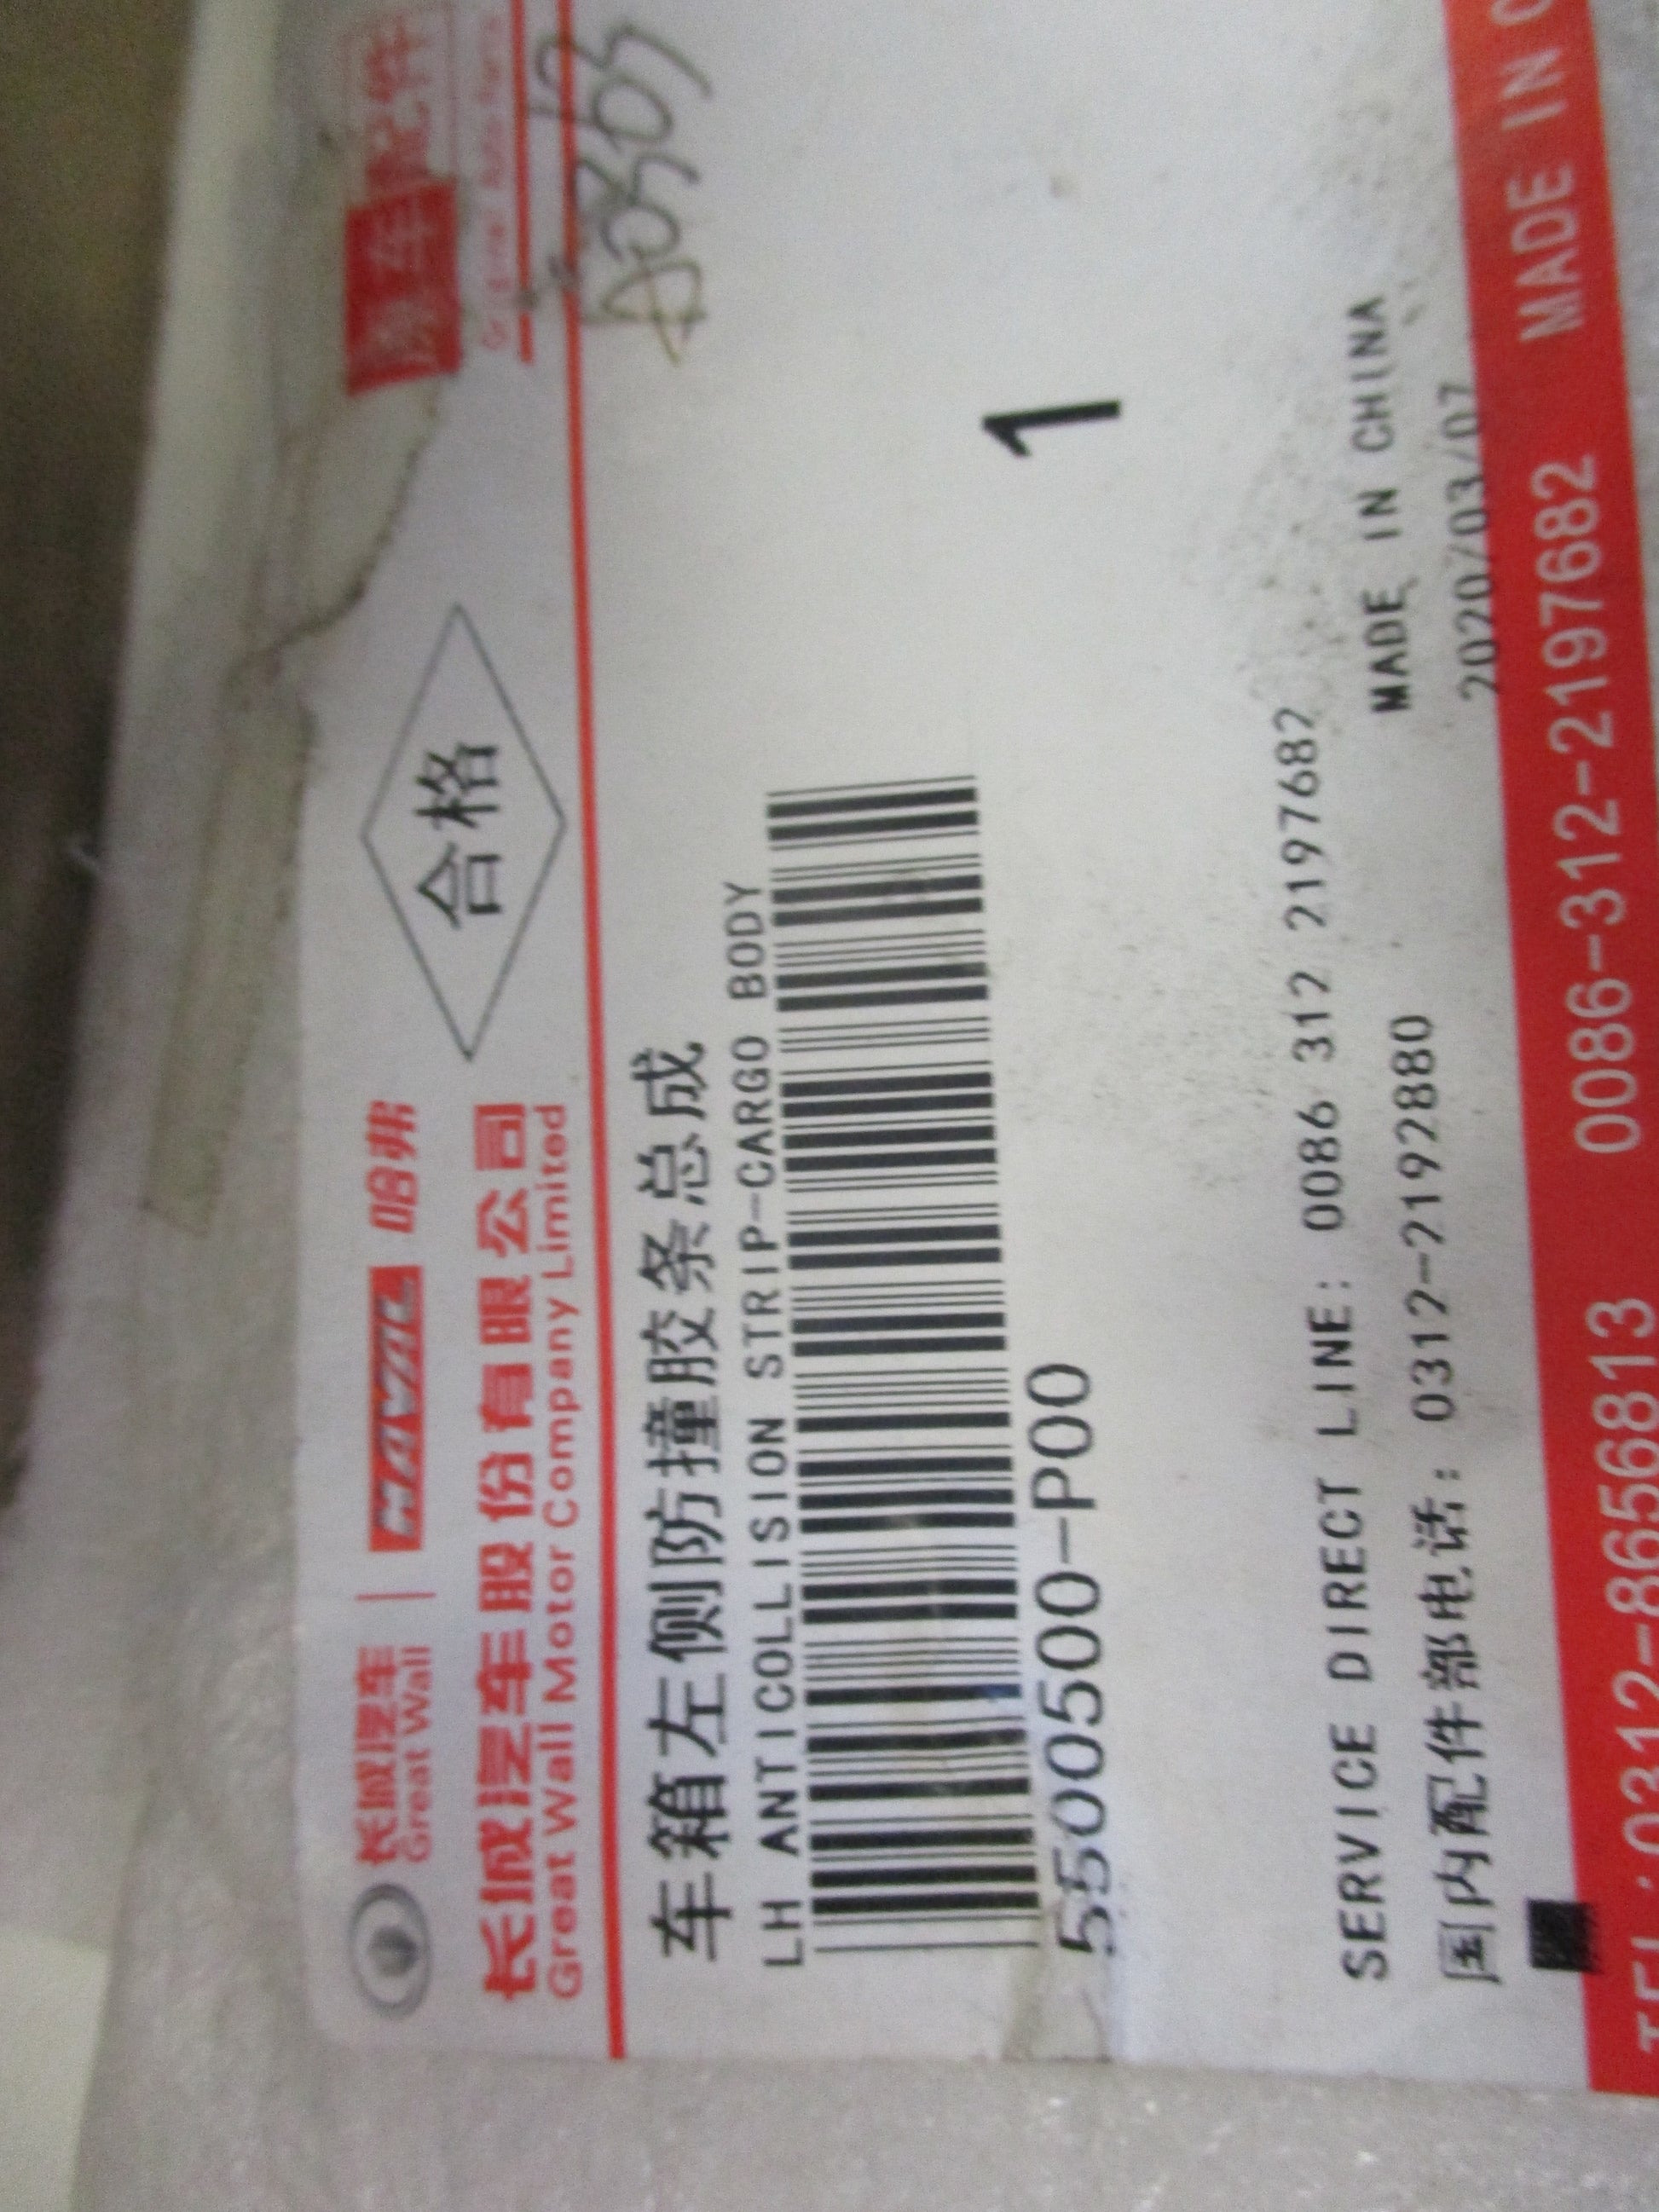 长城汽车 Great Wall | HAVAL 哈弗
长城汽车股份有限公司
Great Wall Motor Company Limited
合格
车配件
车箱左侧防撞胶条总成
LH ANTICOLLISION STRIP-CARGO BODY
5500500-P00
1
SERVICE DIRECT LINE: 0086 312 2197682
国内配件部电话: 0312-2192880
MADE IN CHINA
2020/03/07
TEL:0312-8656813 0086-312-2197682 MADE IN C